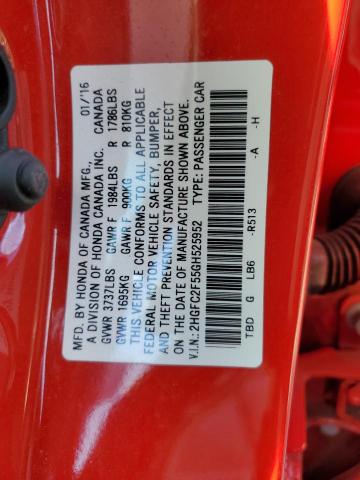 MFD. BY HONDA OF CANADA MFG. 01/'16
A DIVISION OF HONDA CANADA INC. CANADA
GVWR 3737LBS GAWR F 1984LBS R 1786LBS
GVWR 1695KG GAWR F 900KG R 810KG
THIS VEHICLE CONFORMS TO ALL APPLICABLE
FEDERAL MOTOR VEHICLE SAFETY, BUMPER,
AND THEFT PREVENTION STANDARDS IN EFFECT
ON THE DATE OF MANUFACTURE SHOWN ABOVE.
V.I.N.: 2HGFC2F55GH525952 TYPE: PASSENGER CAR
TBD G LB6 -R513 -A -H